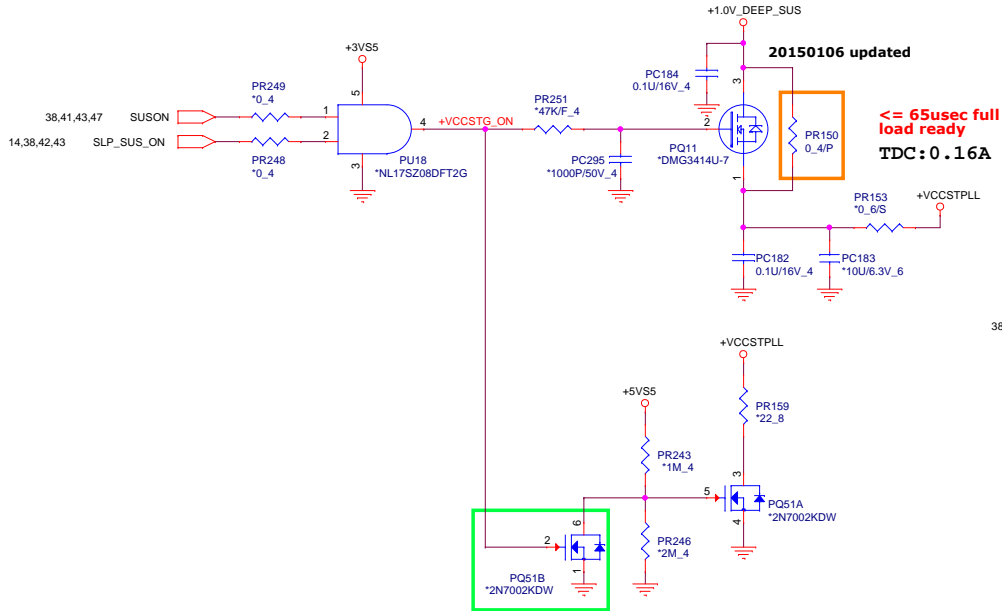 +1.0V_DEEP_SUS
20150106 updated
+3VS5
PC184
0.1U/16V_4
3
PR249
*0_4
5
PR251
*47K/F_4
38,41,43,47
SUSON
1
4
+VCCSTG_ON
2
PR150
0_4/P
<= 65usec full
load ready
TDC:0.16A
14,38,42,43
SLP_SUS_ON
2
PR248
*0_4
3
PU18
*NL17SZ08DFT2G
PC295
*1000P/50V_4
PQ11
*DMG3414U-7
1
PR153
*0_6/S
+VCCSTPLL
PC182
0.1U/16V_4
PC183
*10U/6.3V_6
38
+VCCSTPLL
+5VS5
PR159
*22_8
PR243
*1M_4
3
5
PQ51A
*2N7002KDW
4
6
2
1
PR246
*2M_4
PQ51B
*2N7002KDW